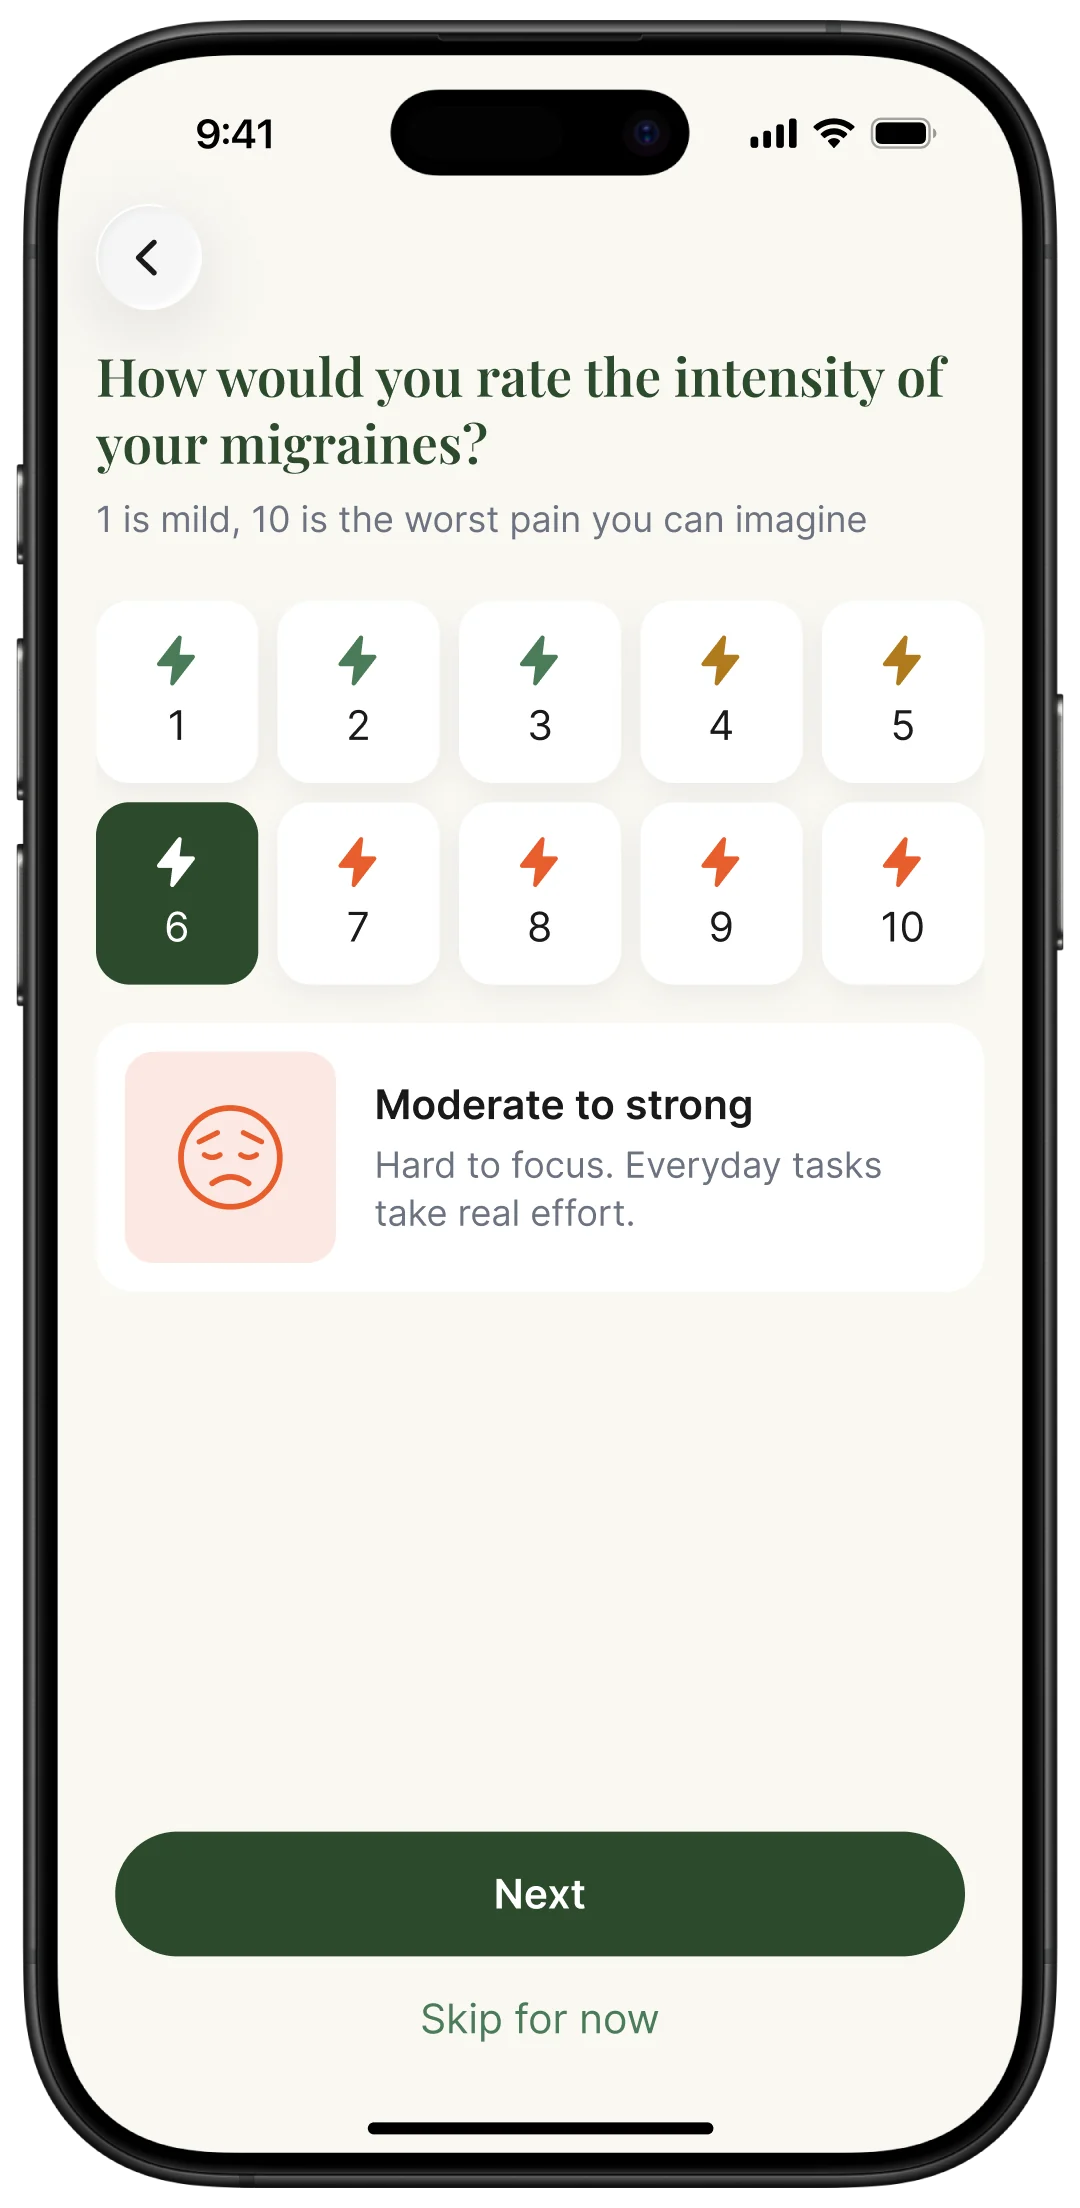 9:41
How would you rate the intensity of
your migraines?
1 is mild, 10 is the worst pain you can imagine
1 2 3 4 5
6 7 8 9 10
Moderate to strong
Hard to focus. Everyday tasks
take real effort.
Next
Skip for now